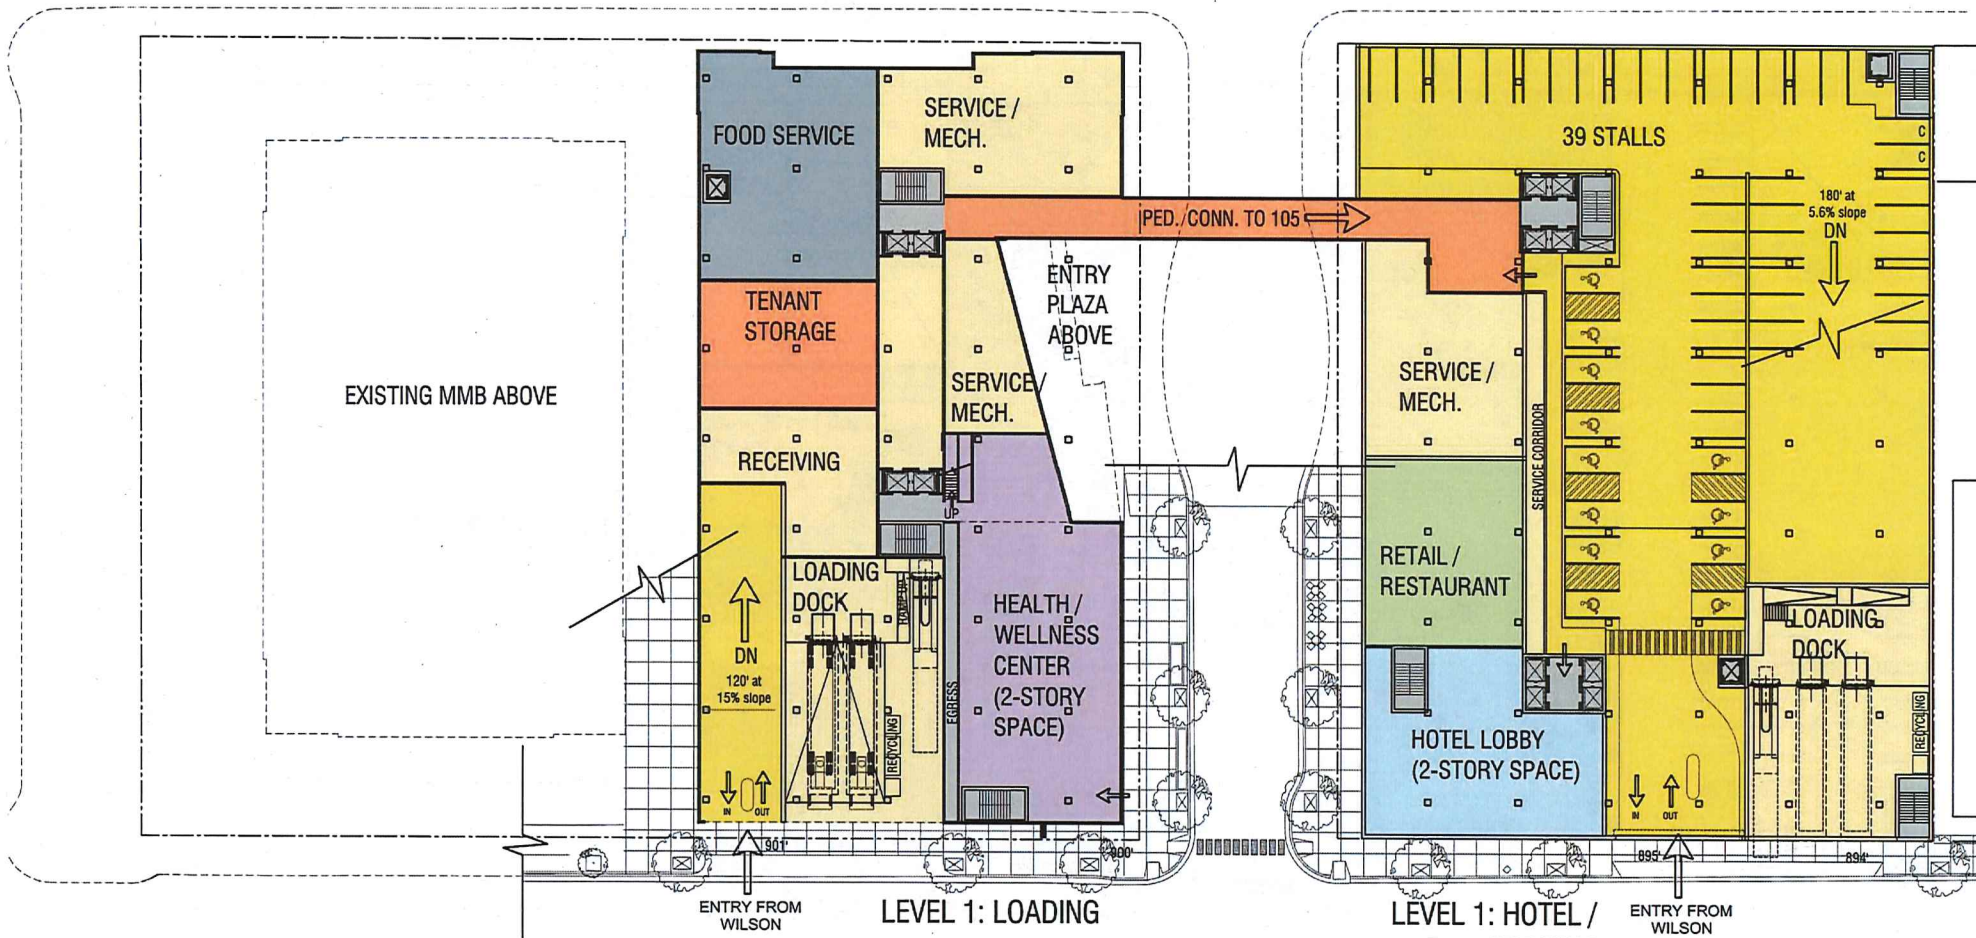 FOOD SERVICE
SERVICE /
MECH.
39 STALLS
C
C
PED. CONN. TO 105
180' at
5.6% slope
DN
ENTRY
PLAZA
ABOVE
TENANT
STORAGE
EXISTING MMB ABOVE
SERVICE /
MECH.
SERVICE /
MECH.
SERVICE CORRIDOR
RECEIVING
UP
LOADING
DOCK
RAMP UP
RETAIL /
RESTAURANT
HEALTH /
WELLNESS
CENTER
(2-STORY
SPACE)
LOADING
DOCK
DN
120' at
15% slope
EGRESS
RECYCLING
HOTEL LOBBY
(2-STORY SPACE)
RECYCLING
IN
OUT
IN
OUT
901'
900'
895'
894'
ENTRY FROM
WILSON
LEVEL 1: LOADING
LEVEL 1: HOTEL /
ENTRY FROM
WILSON